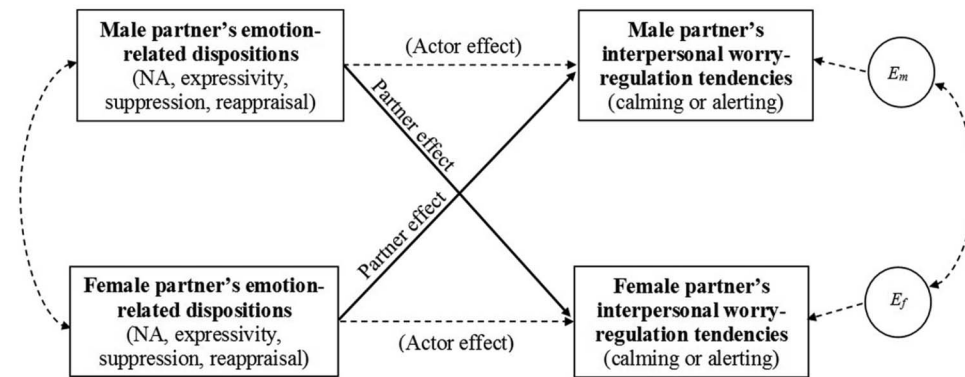 Male partner’s emotion-
related dispositions
(NA, expressivity,
suppression, reappraisal)
(Actor effect)
Male partner’s
interpersonal worry-
regulation tendencies
(calming or alerting)
Em
Partner effect
Partner effect
Female partner’s emotion-
related dispositions
(NA, expressivity,
suppression, reappraisal)
(Actor effect)
Female partner’s
interpersonal worry-
regulation tendencies
(calming or alerting)
Ef